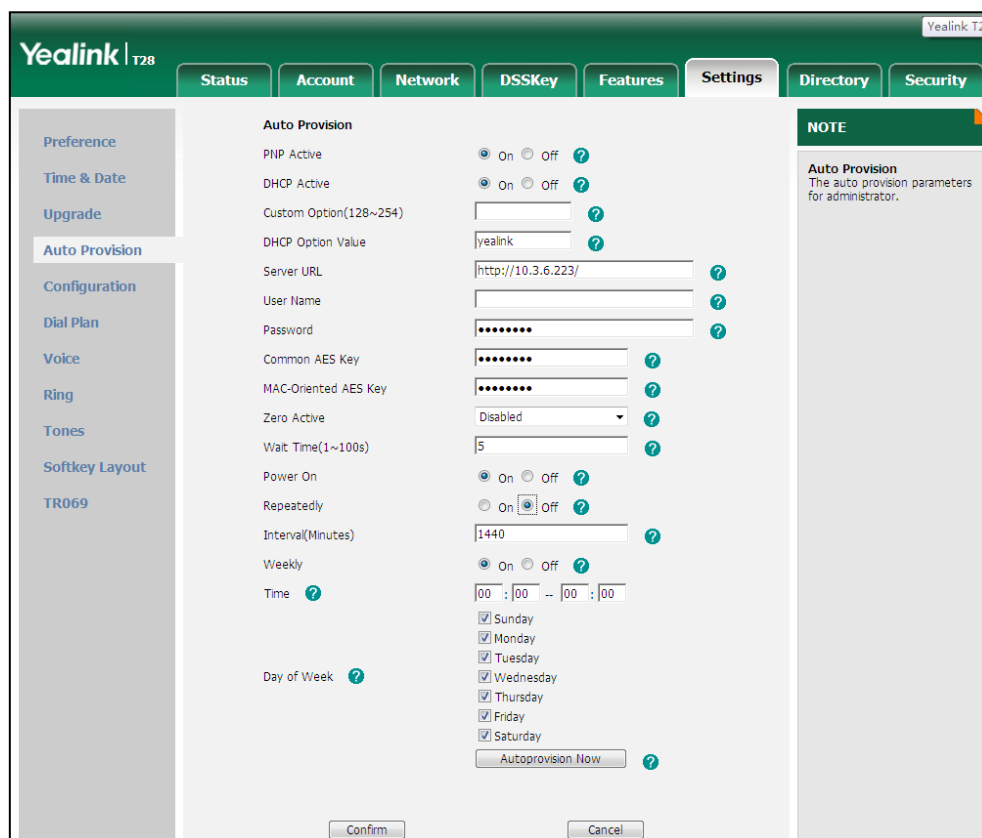 Yealink T2
Yealink | T28
Status Account Network DSSKey Features Settings Directory Security
Preference
Time & Date
Upgrade
Auto Provision
Configuration
Dial Plan
Voice
Ring
Tones
Softkey Layout
TR069
Auto Provision
PNP Active On Off ?
DHCP Active On Off ?
Custom Option(128~254) ?
DHCP Option Value yealink ?
Server URL http://10.3.6.223/ ?
User Name ?
Password •••••••• ?
Common AES Key •••••••• ?
MAC-Oriented AES Key •••••••• ?
Zero Active Disabled ?
Wait Time(1~100s) 5 ?
Power On On Off ?
Repeatedly On Off ?
Interval(Minutes) 1440 ?
Weekly On Off ?
Time ? 00 : 00 -- 00 : 00
Sunday
Monday
Tuesday
Day of Week ? Wednesday
Thursday
Friday
Saturday
Autoprovision Now ?
Confirm Cancel
NOTE
Auto Provision
The auto provision parameters
for administrator.